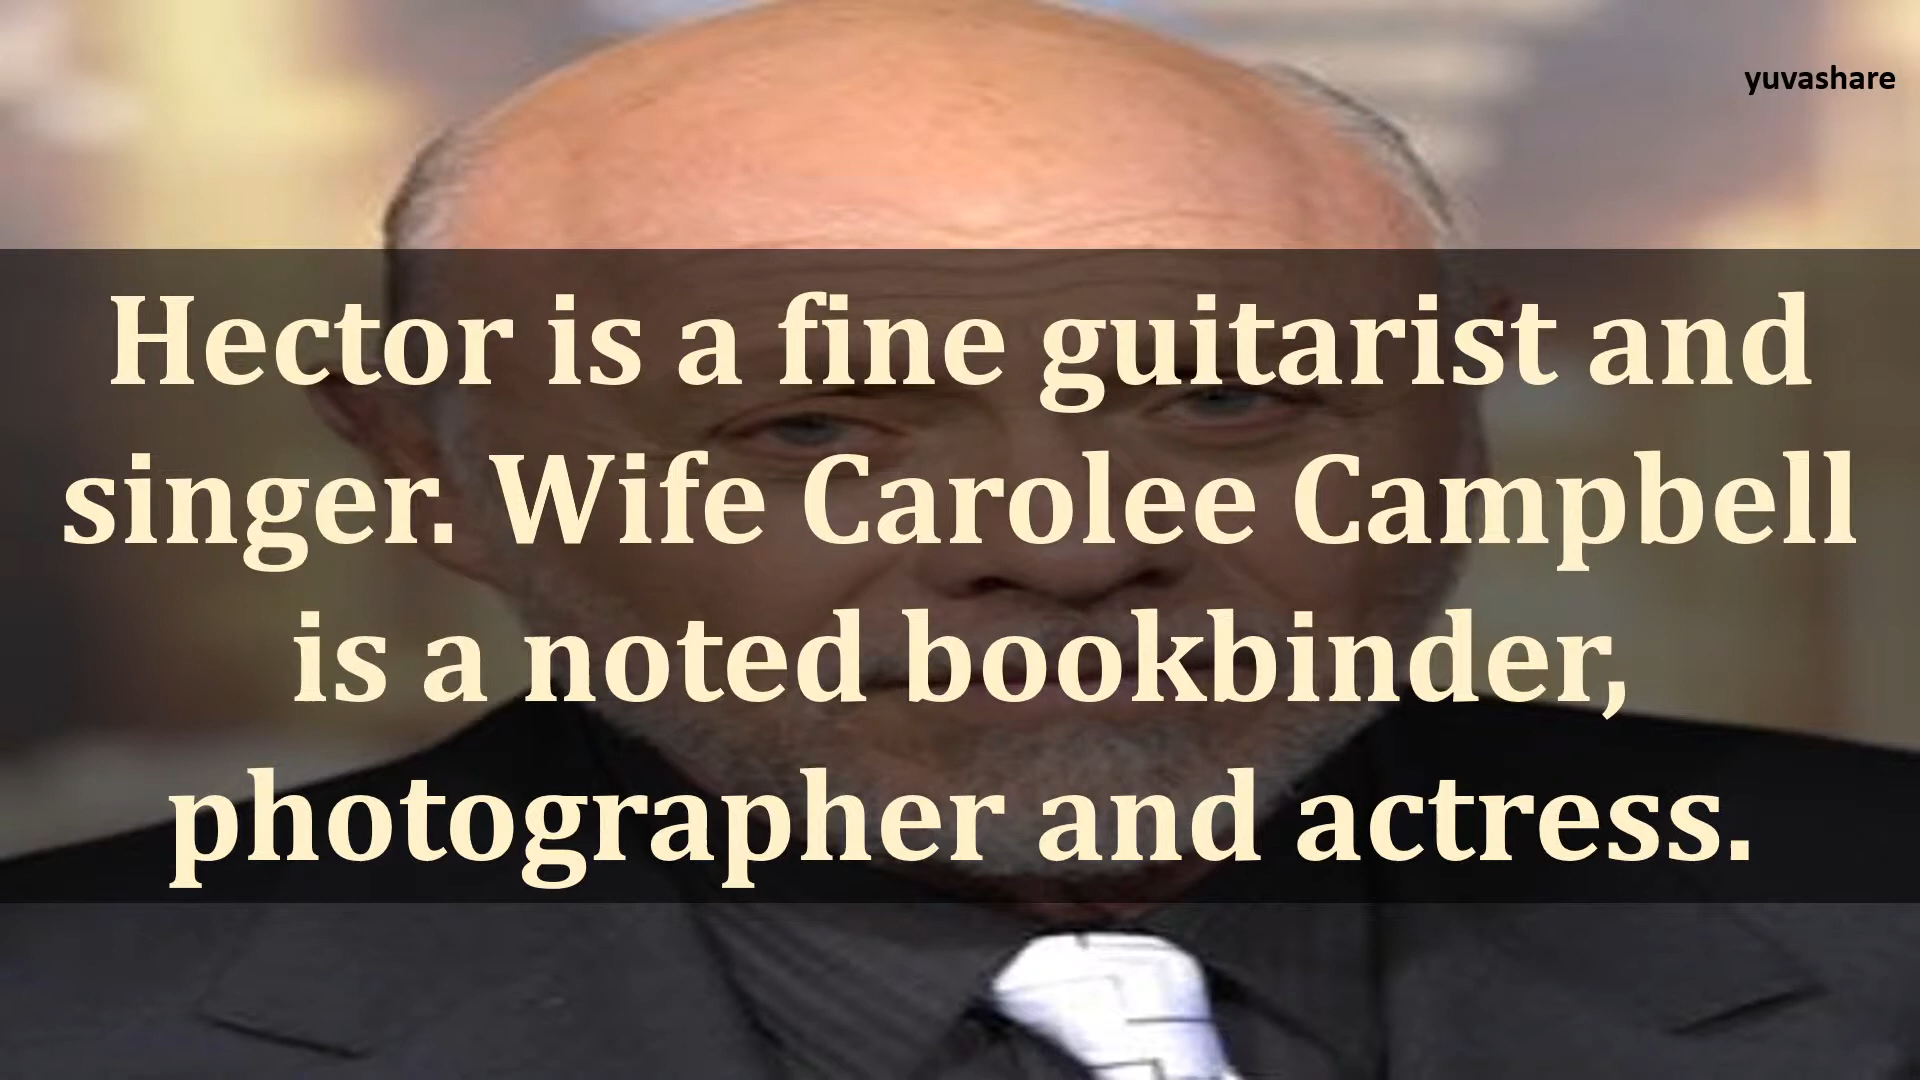 yuvashare
Hector is a fine guitarist and
singer. Wife Carolee Campbell
is a noted bookbinder,
photographer and actress.